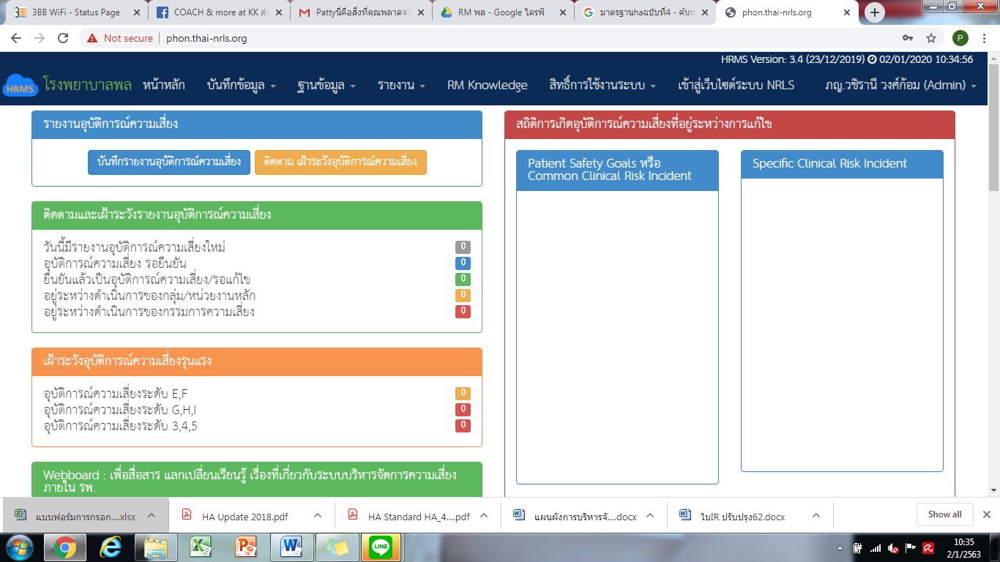 3BB WiFi - Status Page
COACH & more at KK ส่ง
Pattyนี่คือสิ่งที่คุณพลาดจา
RM พล - Google ไดรฟ์
มาตรฐานhaฉบับที่4 - ค้นห
phon.thai-nrls.org
Not secure
phon.thai-nrls.org
P
HRMS Version: 3.4 (23/12/2019) 02/01/2020 10:34:56
HRMS
โรงพยาบาลพล
หน้าหลัก
บันทึกข้อมูล
ฐานข้อมูล
รายงาน
RM Knowledge
สิทธิ์การใช้งานระบบ
เข้าสู่เว็บไซต์ระบบ NRLS
ภญ.วชิรานี วงศ์ก้อม (Admin)
รายงานอุบัติการณ์ความเสี่ยง
บันทึกรายงานอุบัติการณ์ความเสี่ยง
ติดตาม เฝ้าระวังอุบัติการณ์ความเสี่ยง
ติดตามและเฝ้าระวังรายงานอุบัติการณ์ความเสี่ยง
วันนี้มีรายงานอุบัติการณ์ความเสี่ยงใหม่ 0
อุบัติการณ์ความเสี่ยง รอยืนยัน 0
ยืนยันแล้วเป็นอุบัติการณ์ความเสี่ยง/รอแก้ไข 0
อยู่ระหว่างดำเนินการของกลุ่ม/หน่วยงานหลัก 0
อยู่ระหว่างดำเนินการของกรรมการความเสี่ยง 0
เฝ้าระวังอุบัติการณ์ความเสี่ยงรุนแรง
อุบัติการณ์ความเสี่ยงระดับ E,F 0
อุบัติการณ์ความเสี่ยงระดับ G,H,I 0
อุบัติการณ์ความเสี่ยงระดับ 3,4,5 0
Webboard : เพื่อสื่อสาร แลกเปลี่ยนเรียนรู้ เรื่องที่เกี่ยวกับระบบบริหารจัดการความเสี่ยง
ภายใน รพ.
สถิติการเกิดอุบัติการณ์ความเสี่ยงที่อยู่ระหว่างการแก้ไข
Patient Safety Goals หรือ
Common Clinical Risk Incident
Specific Clinical Risk Incident
แบบฟอร์มการกรอก....xlsx
HA Update 2018.pdf
HA Standard HA_4....pdf
แผนผังการบริหารจั....docx
ใบIR ปรับปรุง62.docx
Show all
LINE
10:35
2/1/2563